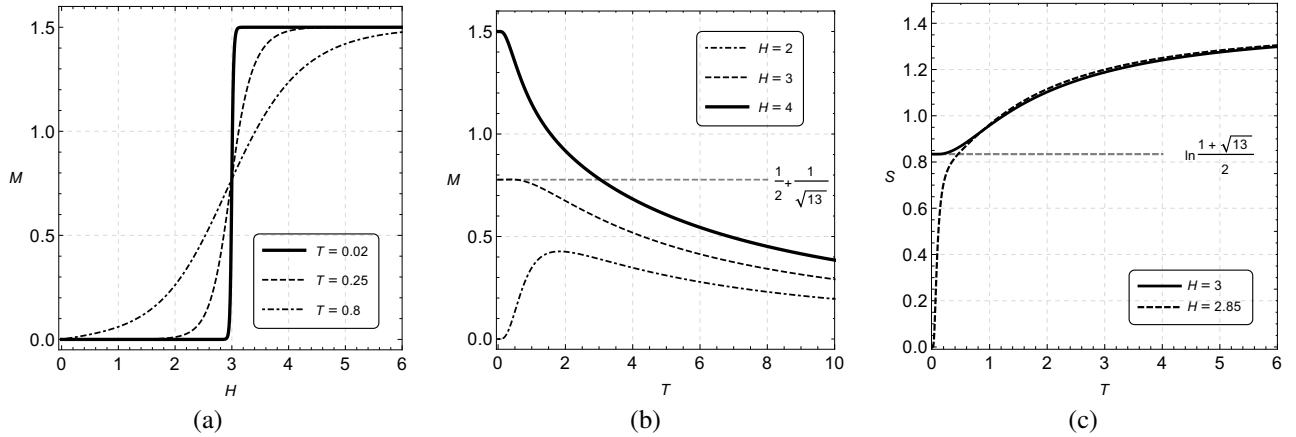 1.5
1.0
M
0.5
0.0
0 1 2 3 4 5 6
H
T = 0.02
T = 0.25
T = 0.8
(a)
1.5
1.0
M
0.5
0.0
0 2 4 6 8 10
T
H = 2
H = 3
H = 4
1/2 + 1/√13
(b)
1.4
1.2
1.0
0.8
S
0.6
0.4
0.2
0.0
0 1 2 3 4 5 6
T
ln (1 + √13)/2
H = 3
H = 2.85
(c)